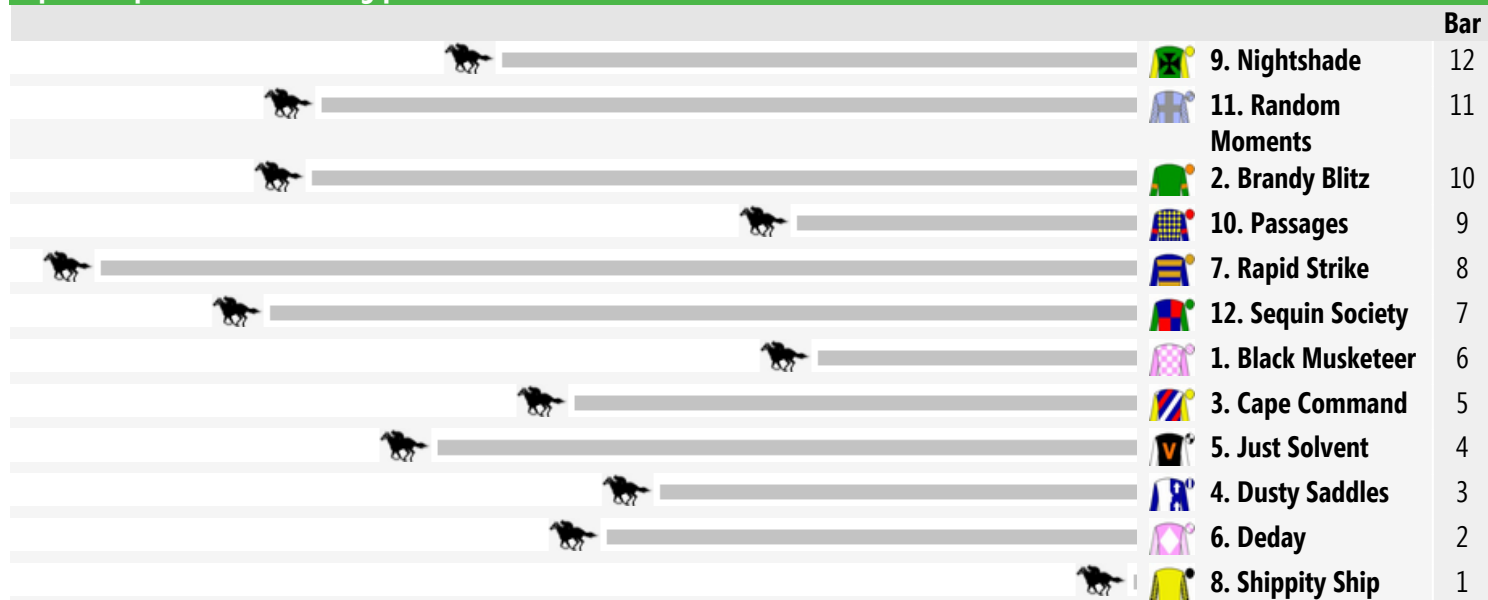 Bar
9. Nightshade 12
11. Random 11
Moments
2. Brandy Blitz 10
10. Passages 9
7. Rapid Strike 8
12. Sequin Society 7
1. Black Musketeer 6
3. Cape Command 5
V 5. Just Solvent 4
4. Dusty Saddles 3
6. Deday 2
8. Shippity Ship 1